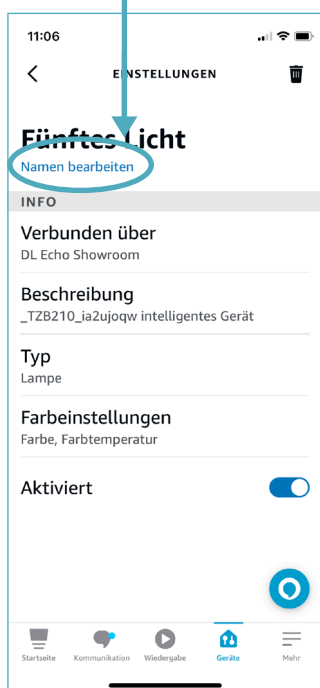 11:06
EINSTELLUNGEN
Fünftes Licht
Namen bearbeiten
INFO
Verbunden über
DL Echo Showroom
Beschreibung
_TZB210_ia2ujoqw intelligentes Gerät
Typ
Lampe
Farbeinstellungen
Farbe, Farbtemperatur
Aktiviert
Startseite Kommunikation Wiedergabe Geräte Mehr